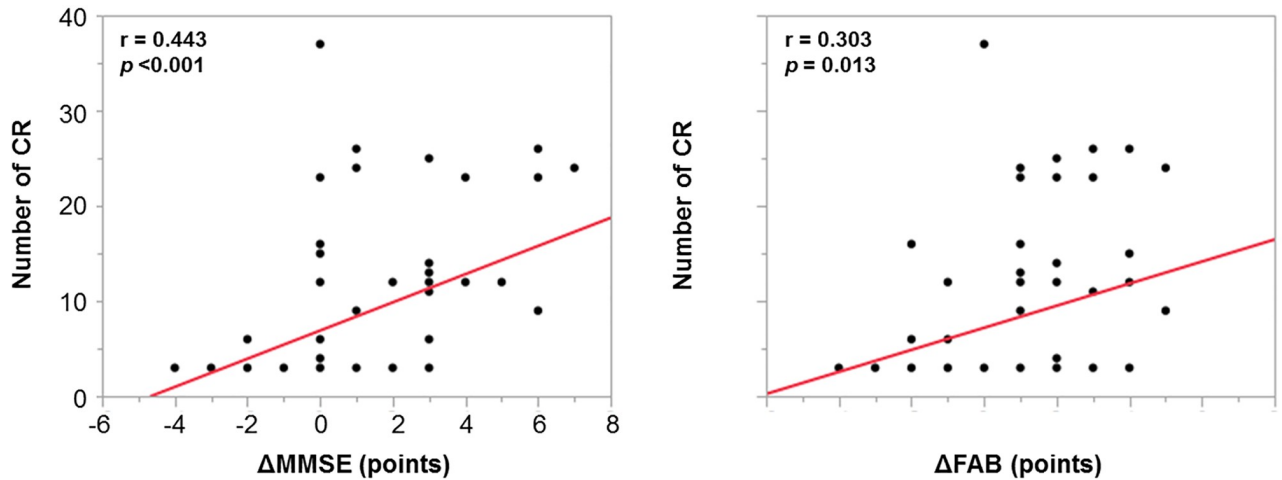 40
30
20
10
0
Number of CR
r = 0.443
p <0.001
-6 -4 -2 0 2 4 6 8
ΔMMSE (points)
Number of CR
r = 0.303
p = 0.013
ΔFAB (points)